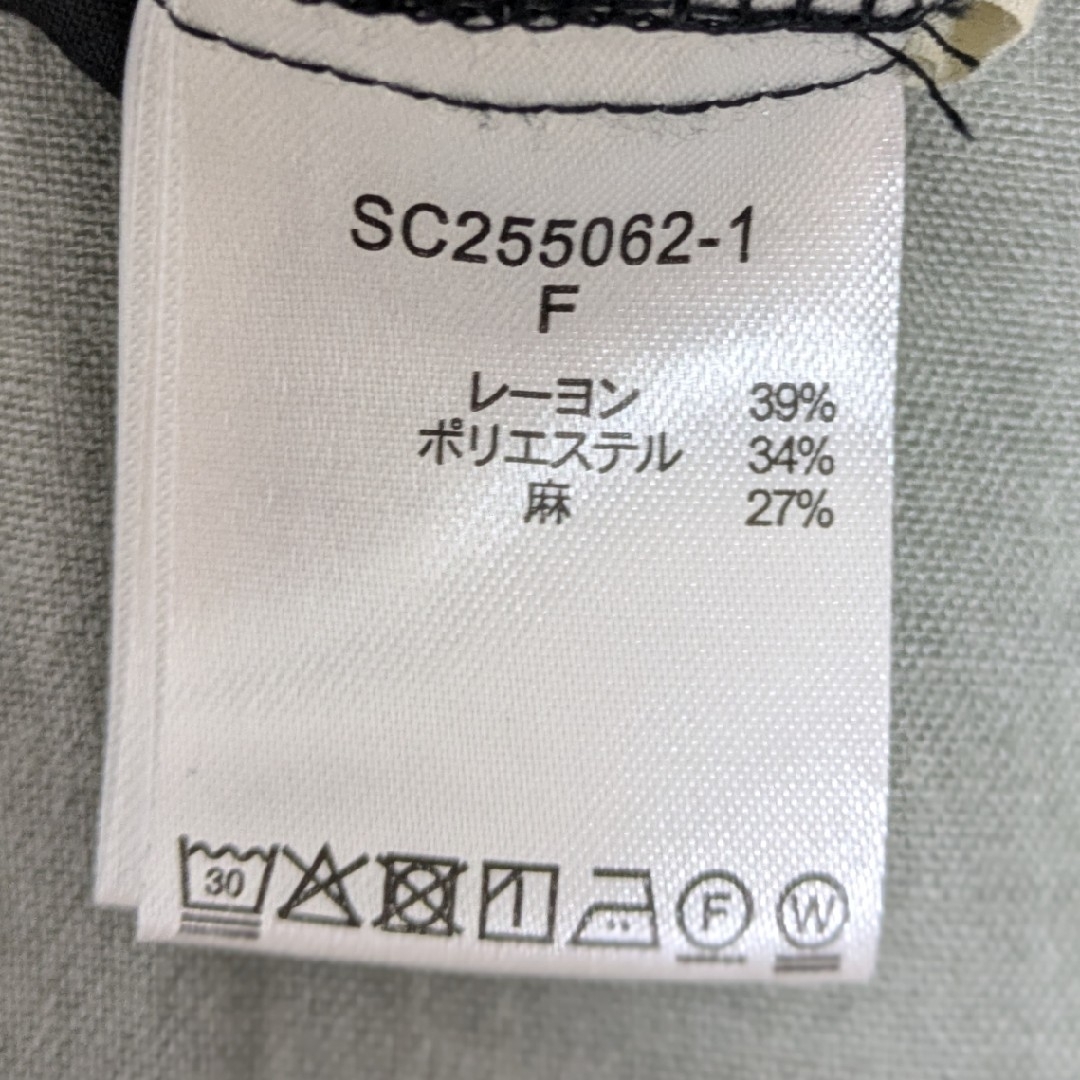 SC255062-1
F
レーヨン 39%
ポリエステル 34%
麻 27%
30 F W